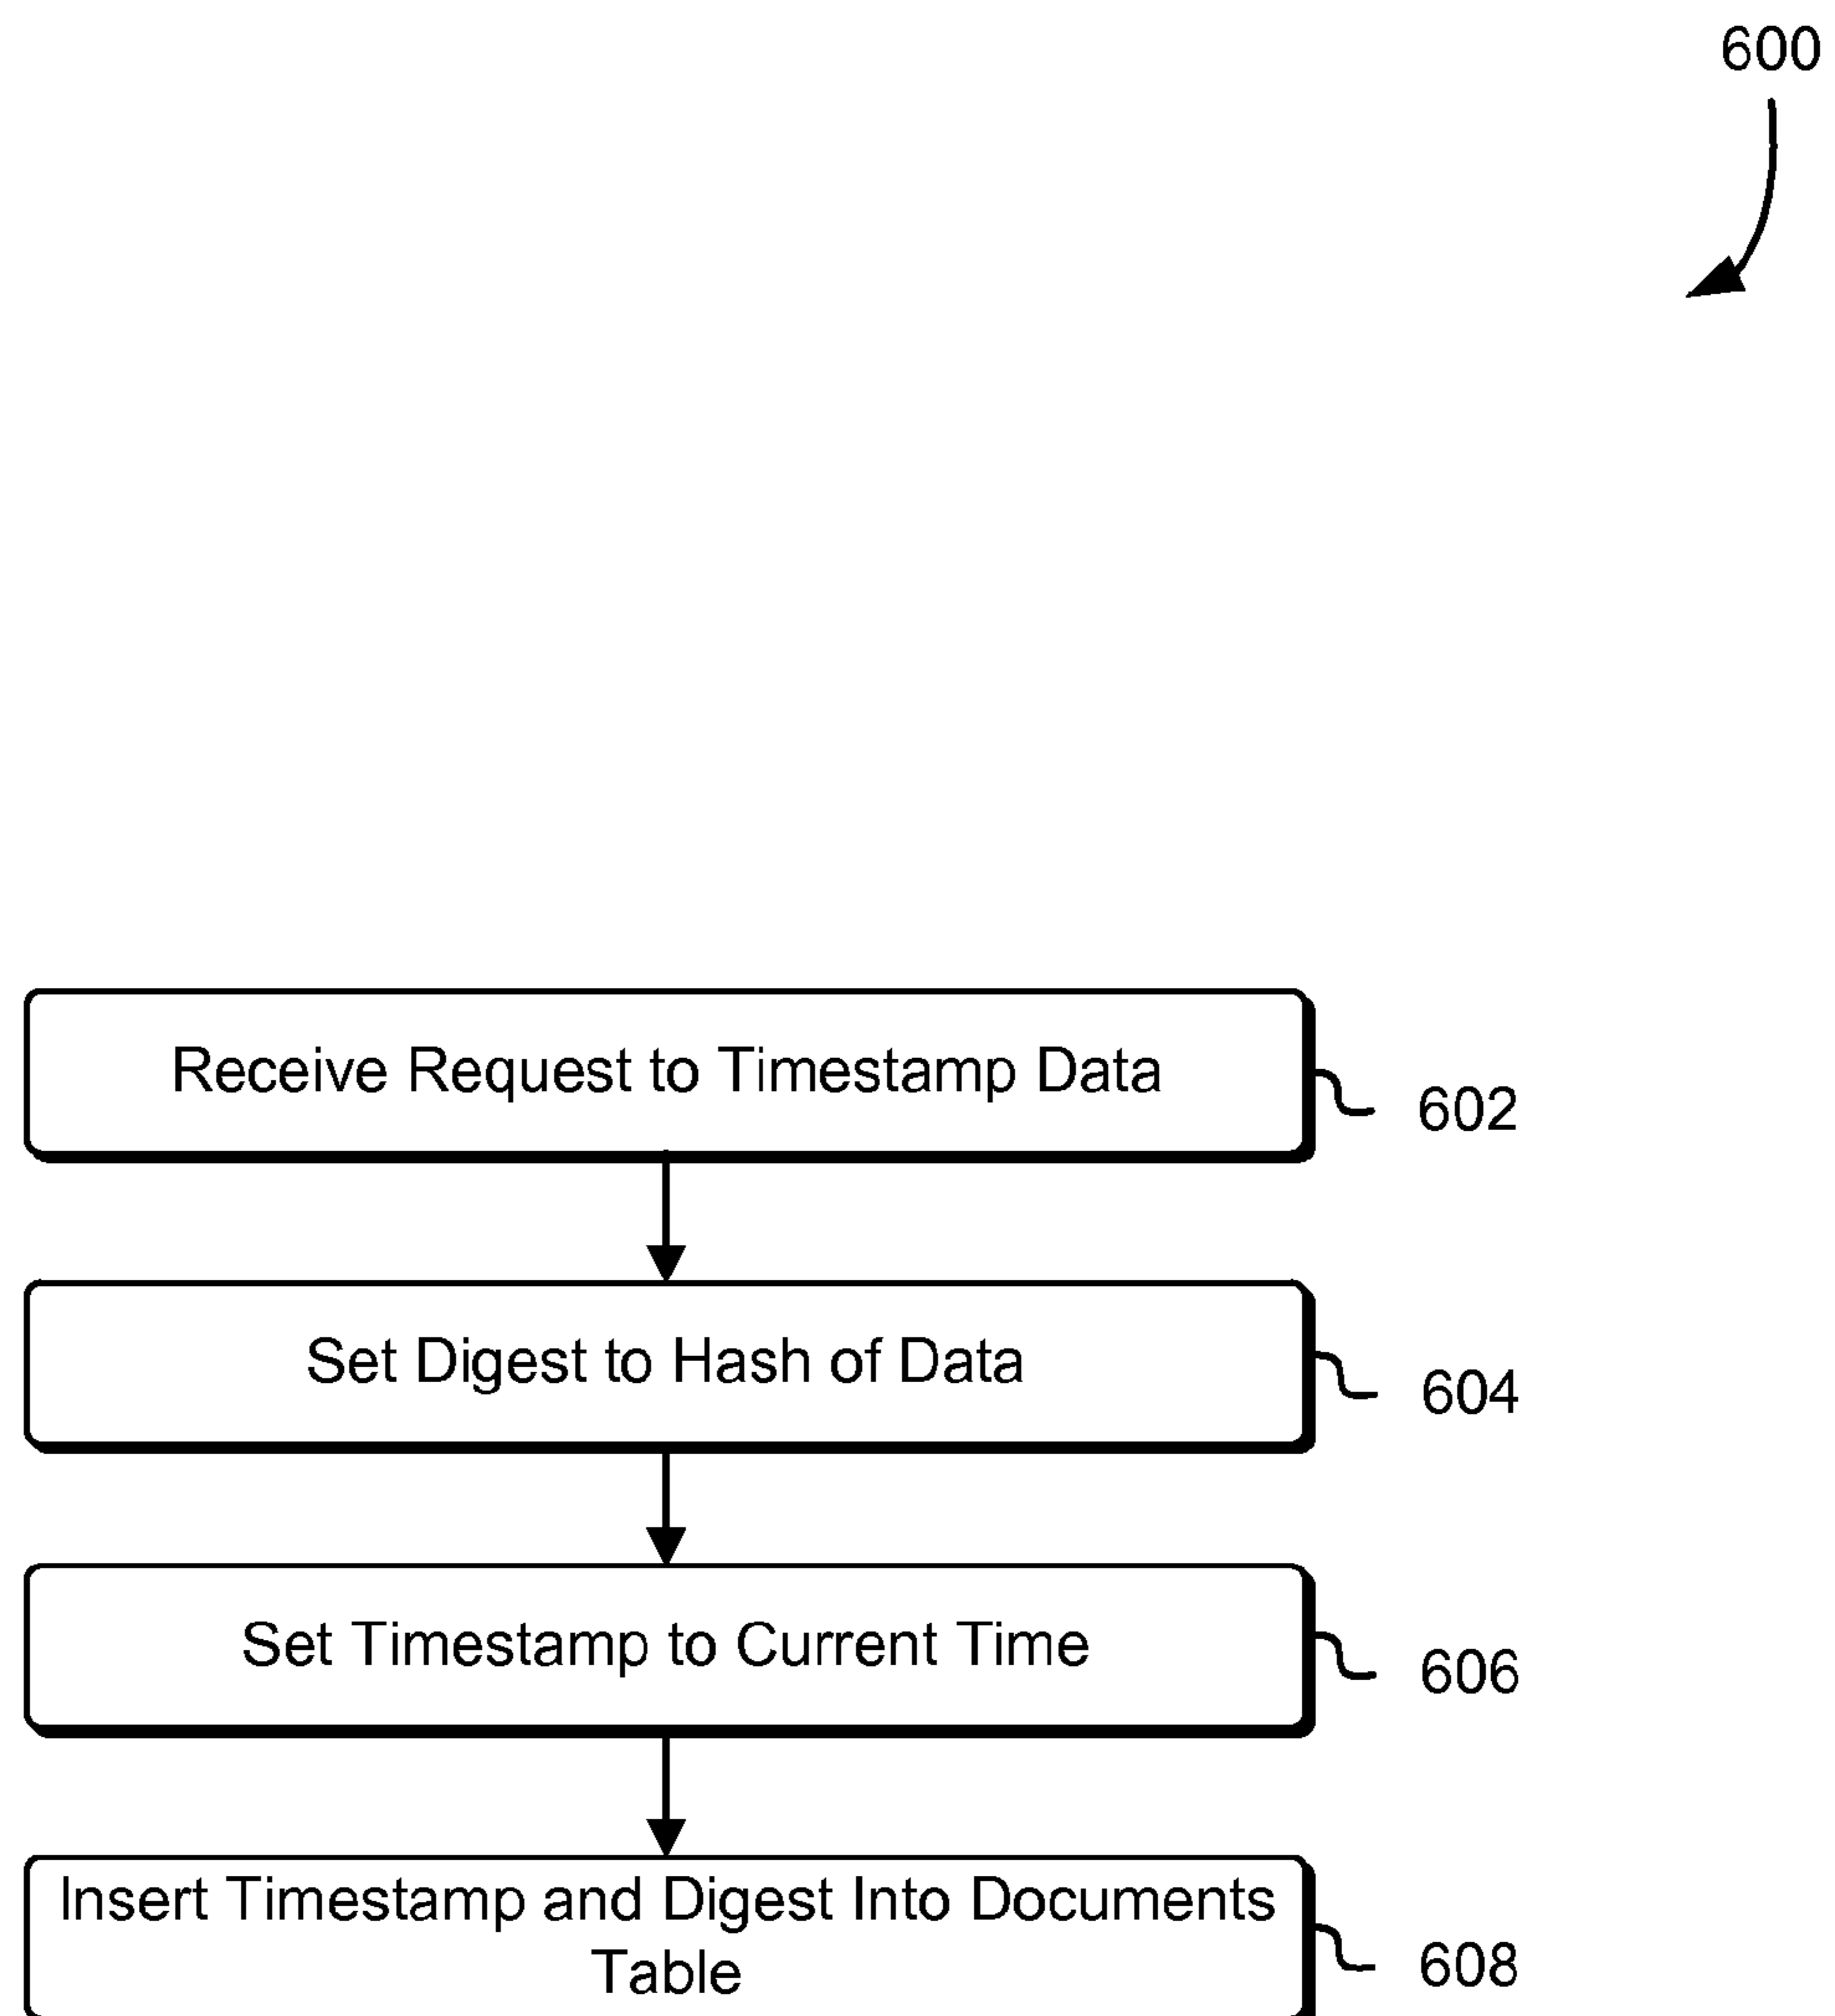 600
Receive Request to Timestamp Data
602
Set Digest to Hash of Data
604
Set Timestamp to Current Time
606
Insert Timestamp and Digest Into Documents
Table
608